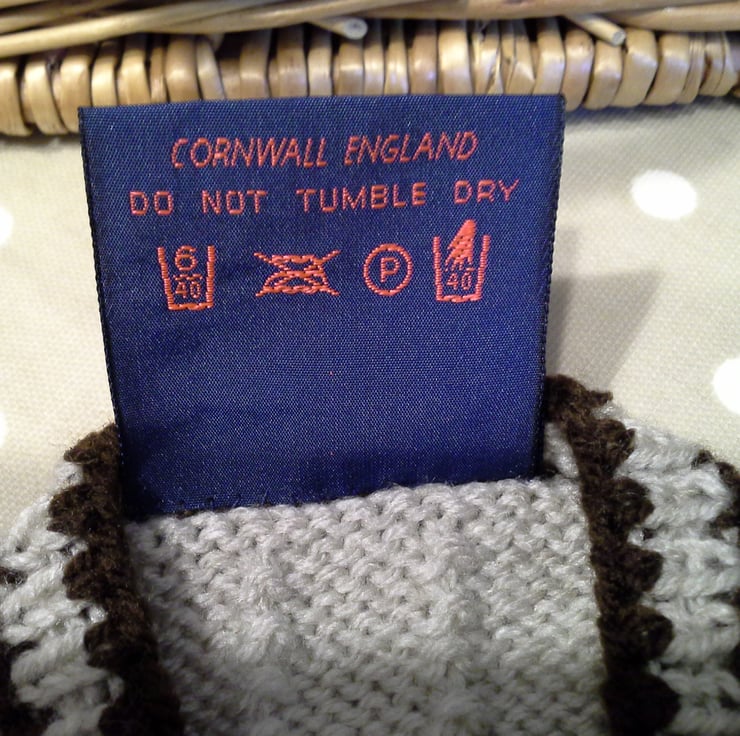 CORNWALL ENGLAND
DO NOT TUMBLE DRY
6 40 P 40